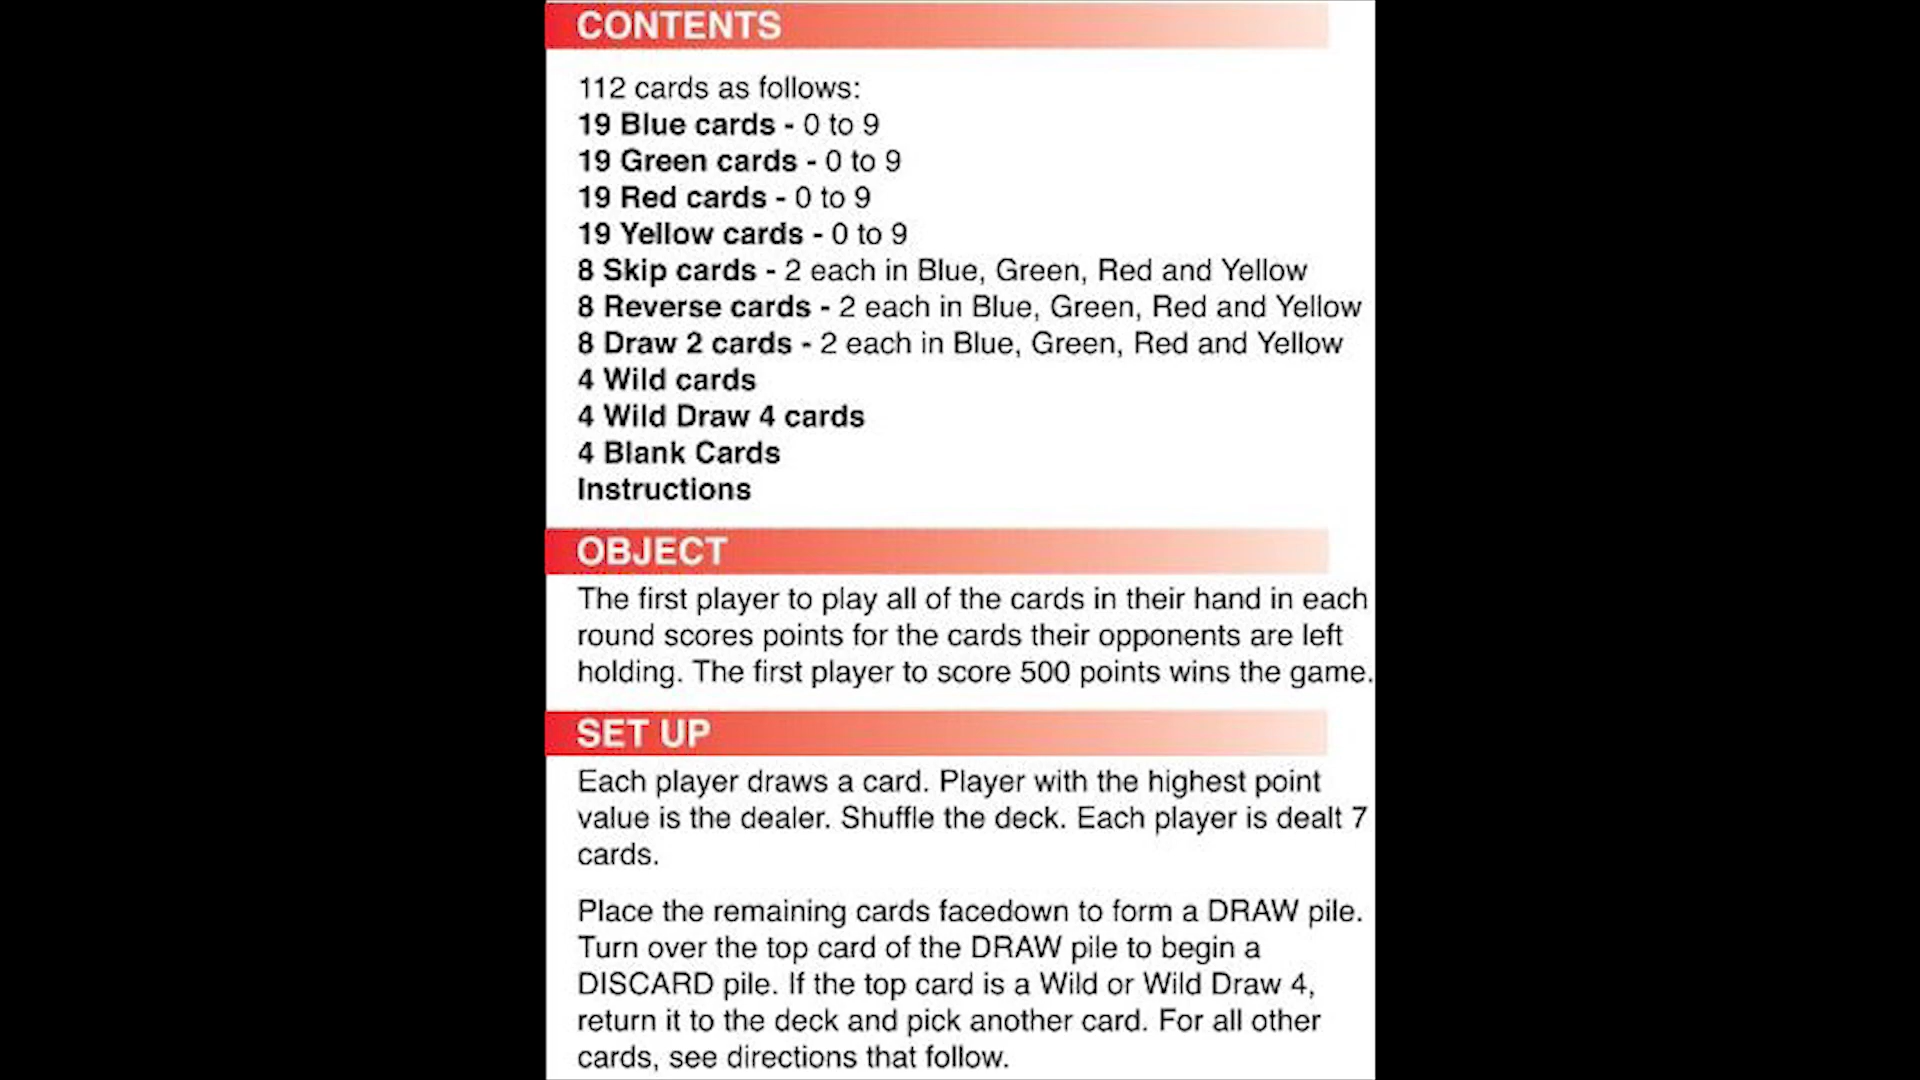 CONTENTS
112 cards as follows:
19 Blue cards - 0 to 9
19 Green cards - 0 to 9
19 Red cards - 0 to 9
19 Yellow cards - 0 to 9
8 Skip cards - 2 each in Blue, Green, Red and Yellow
8 Reverse cards - 2 each in Blue, Green, Red and Yellow
8 Draw 2 cards - 2 each in Blue, Green, Red and Yellow
4 Wild cards
4 Wild Draw 4 cards
4 Blank Cards
Instructions
OBJECT
The first player to play all of the cards in their hand in each
round scores points for the cards their opponents are left
holding. The first player to score 500 points wins the game.
SET UP
Each player draws a card. Player with the highest point
value is the dealer. Shuffle the deck. Each player is dealt 7
cards.
Place the remaining cards facedown to form a DRAW pile.
Turn over the top card of the DRAW pile to begin a
DISCARD pile. If the top card is a Wild or Wild Draw 4,
return it to the deck and pick another card. For all other
cards, see directions that follow.